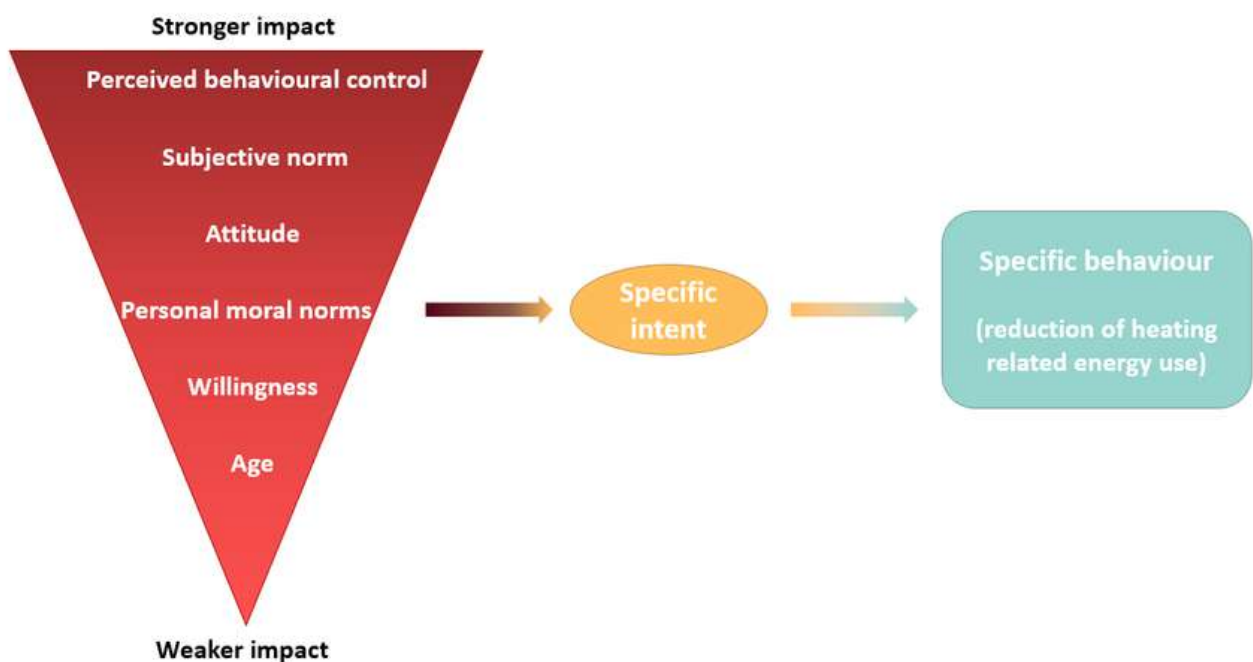 Stronger impact
Perceived behavioural control
Subjective norm
Attitude
Personal moral norms
Willingness
Age
Weaker impact
Specific
intent
Specific behaviour
(reduction of heating
related energy use)